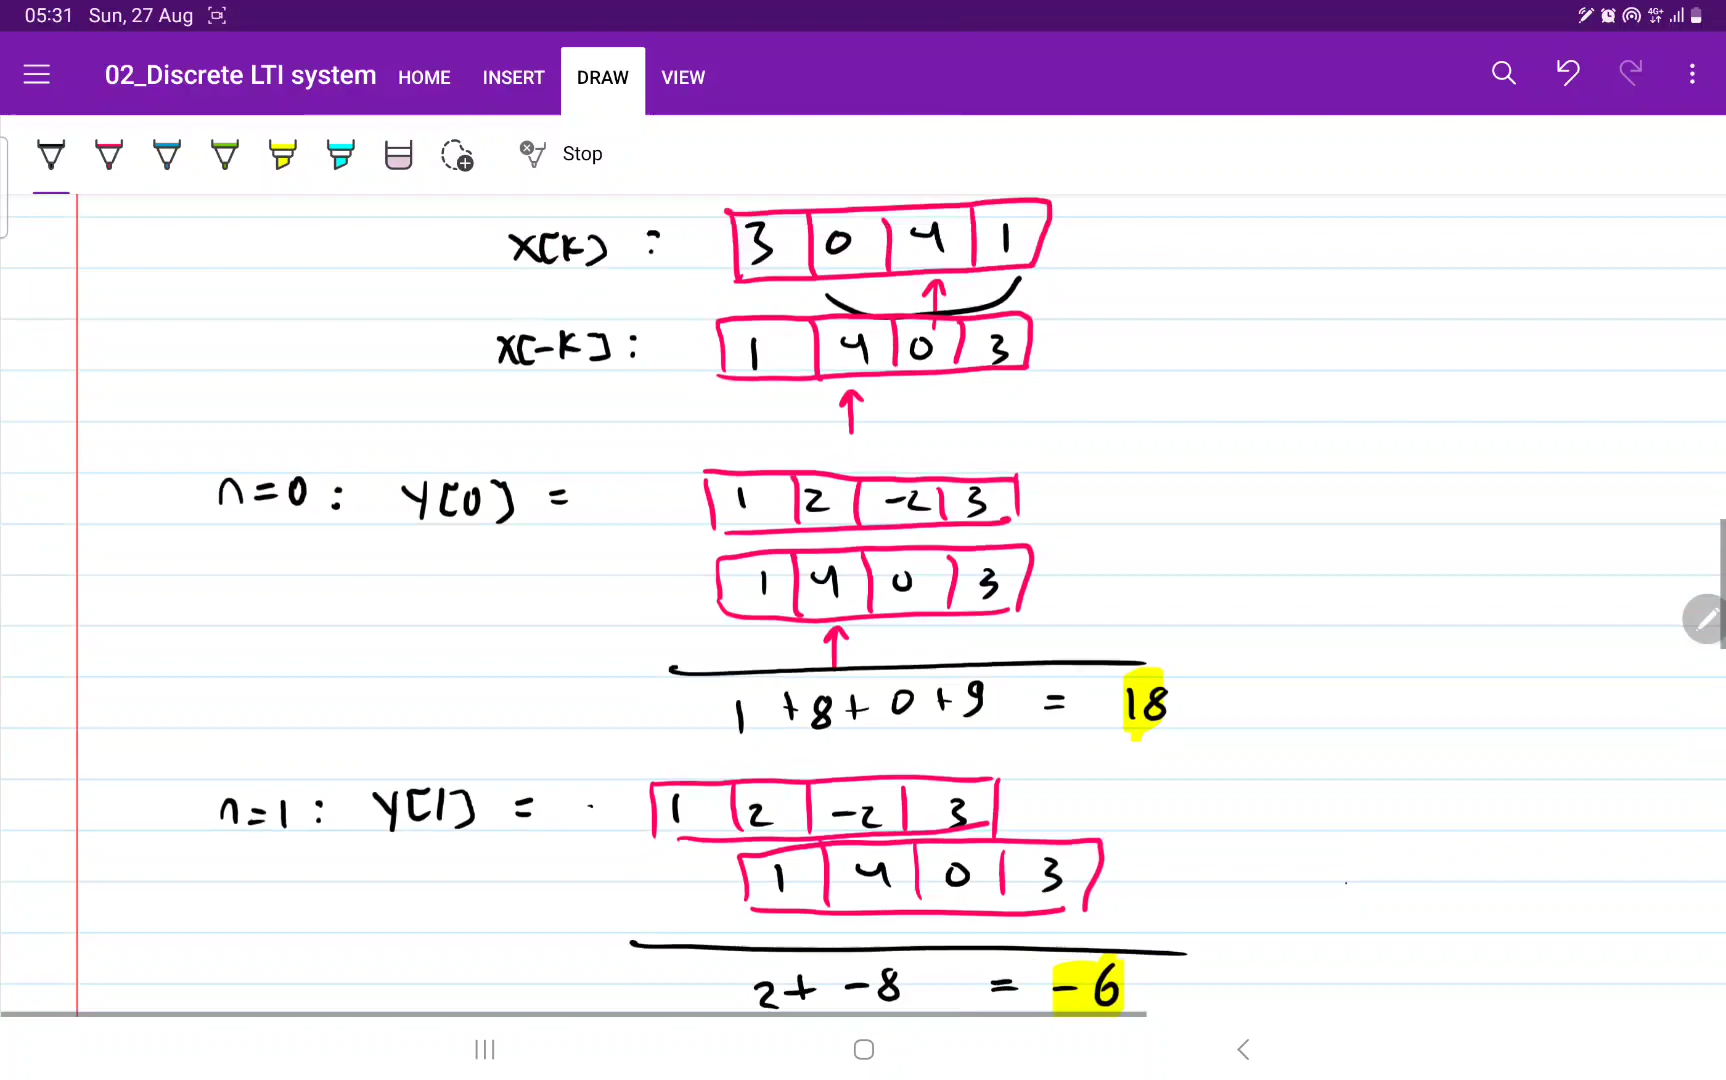 05:31 Sun, 27 Aug
4G+
02_Discrete LTI system HOME INSERT DRAW VIEW
Stop
x[k] : 3 0 4 1
x[-k] : 1 4 0 3
n=0 : y[0] = 1 2 -2 3
1 4 0 3
1 +8+ 0 +9 = 18
n=1 : y[1] = 1 2 -2 3
1 4 0 3
2+ -8 = -6